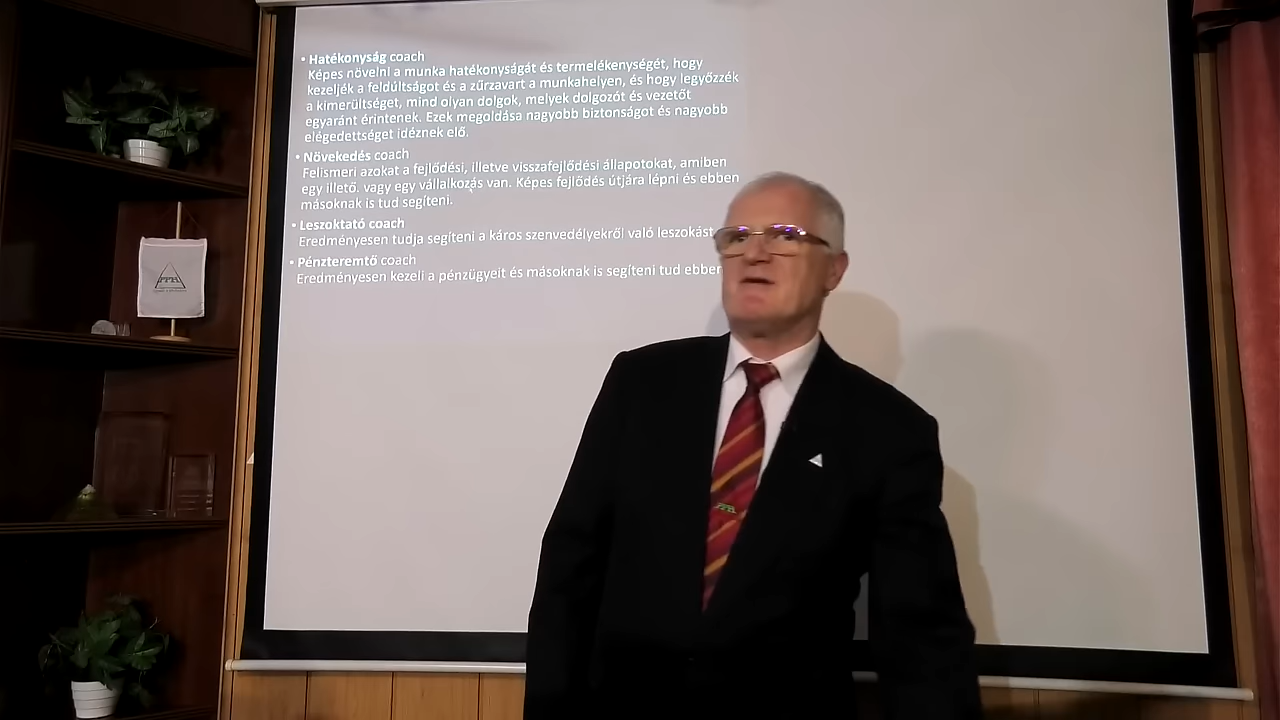 • Hatékonyság coach
Képes növelni a munka hatékonyságát és termelékenységét, hogy
kezeljék a feldúltságot és a zűrzavart a munkahelyen, és hogy legyőzzék
a kimerültséget, mind olyan dolgok, melyek dolgozót és vezetőt
egyaránt érintenek. Ezek megoldása nagyobb biztonságot és nagyobb
elégedettséget idéznek elő.
• Növekedés coach
Felismeri azokat a fejlődési, illetve visszafejlődési állapotokat, amiben
egy illető. vagy egy vállalkozás van. Képes fejlődés útjára lépni és ebben
másoknak is tud segíteni.
• Leszoktató coach
Eredményesen tudja segíteni a káros szenvedélyekről való leszokást
• Pénzteremtő coach
Eredményesen kezeli a pénzügyeit és másoknak is segíteni tud ebben